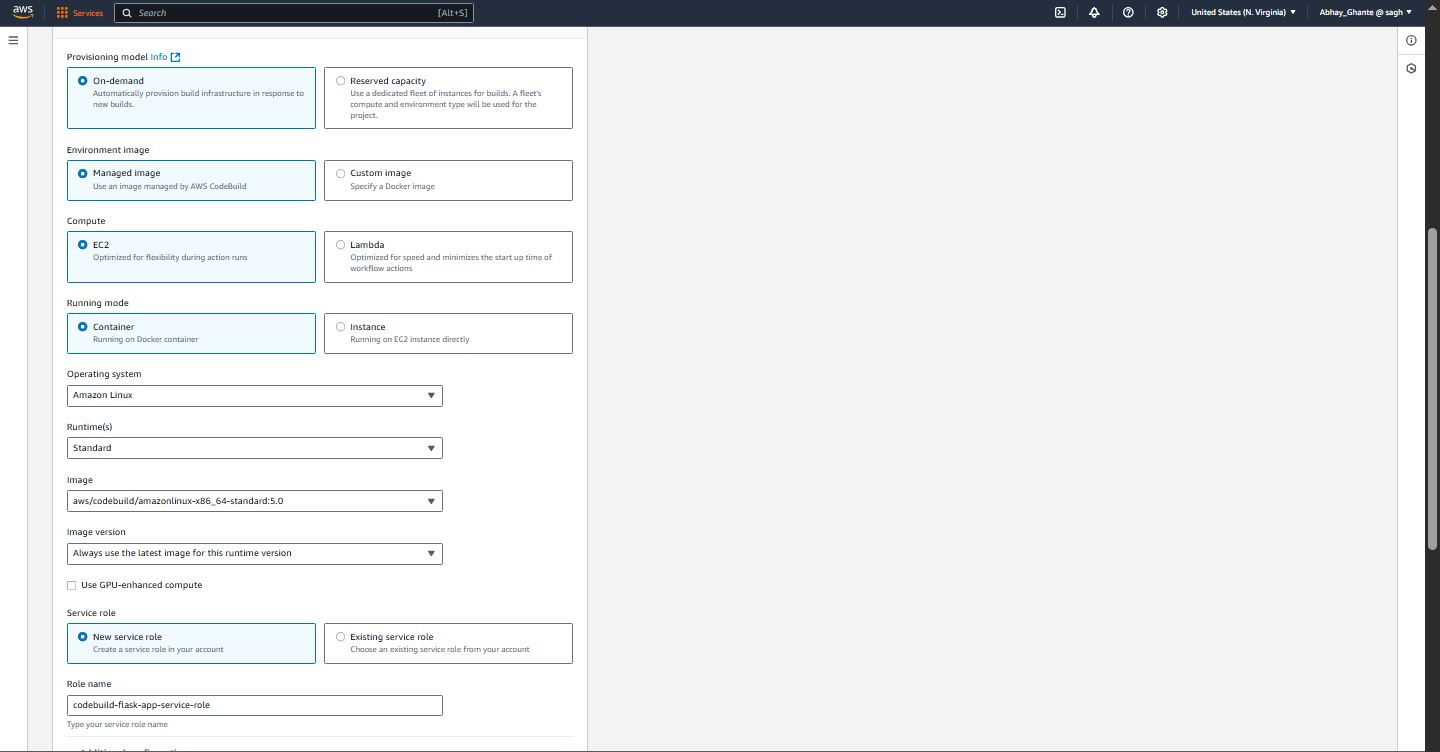 aws
Services
Search
[Alt+S]
United States (N. Virginia)
Abhay_Ghante @ sagh
Provisioning model Info
On-demand
Automatically provision build infrastructure in response to
new builds.
Reserved capacity
Use a dedicated fleet of instances for builds. A fleet's
compute and environment type will be used for the
project.
Environment image
Managed image
Use an image managed by AWS CodeBuild
Custom image
Specify a Docker image
Compute
EC2
Optimized for flexibility during action runs
Lambda
Optimized for speed and minimizes the start up time of
workflow actions
Running mode
Container
Running on Docker container
Instance
Running on EC2 instance directly
Operating system
Amazon Linux
Runtime(s)
Standard
Image
aws/codebuild/amazonlinux-x86_64-standard:5.0
Image version
Always use the latest image for this runtime version
Use GPU-enhanced compute
Service role
New service role
Create a service role in your account
Existing service role
Choose an existing service role from your account
Role name
codebuild-flask-app-service-role
Type your service role name